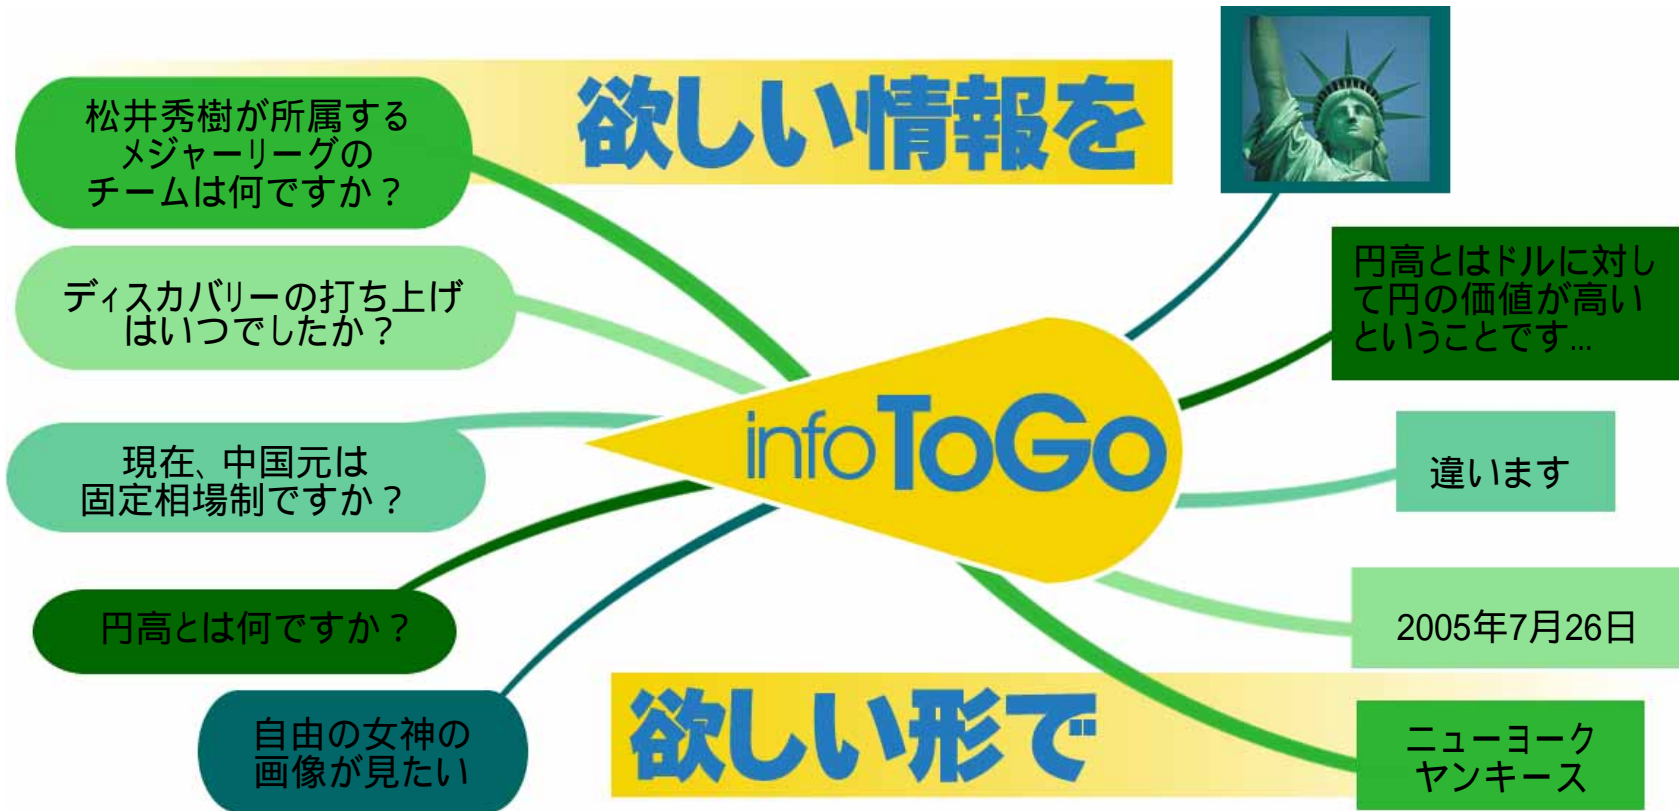 欲しい情報を
松井秀樹が所属する
メジャーリーグの
チームは何ですか？
ディスカバリーの打ち上げ
はいつでしたか？
現在、中国元は
固定相場制ですか？
円高とは何ですか？
自由の女神の
画像が見たい
infoToGo
円高とはドルに対し
て円の価値が高い
ということです...
違います
2005年7月26日
ニューヨーク
ヤンキース
欲しい形で